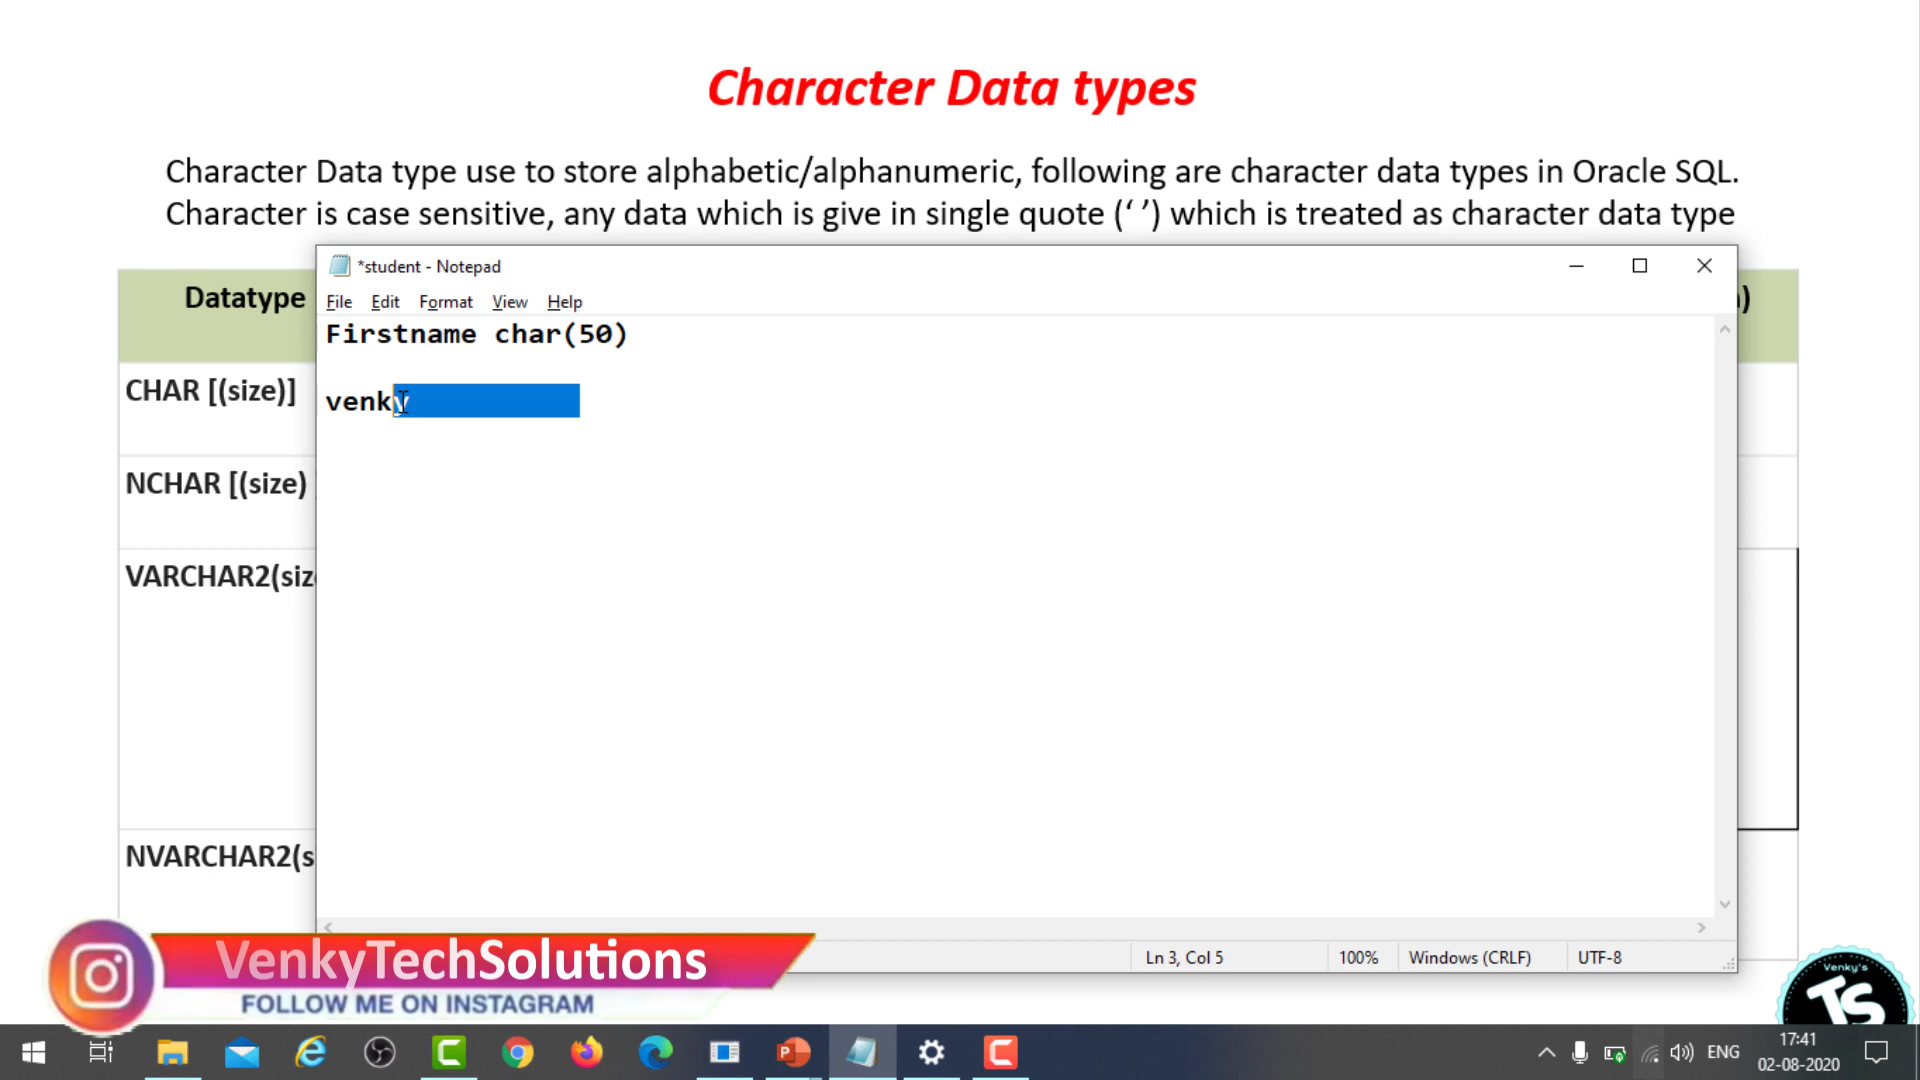 Character Data types
Character Data type use to store alphabetic/alphanumeric, following are character data types in Oracle SQL.
Character is case sensitive, any data which is give in single quote (‘ ’) which is treated as character data type
*student - Notepad
File Edit Format View Help
Datatype
)
Firstname char(50)
CHAR [(size)]
venky
NCHAR [(size)
VARCHAR2(siz
NVARCHAR2(s
Ln 3, Col 5 100% Windows (CRLF) UTF-8
VenkyTechSolutions
FOLLOW ME ON INSTAGRAM
Venky's
TS
ENG
17:41
02-08-2020